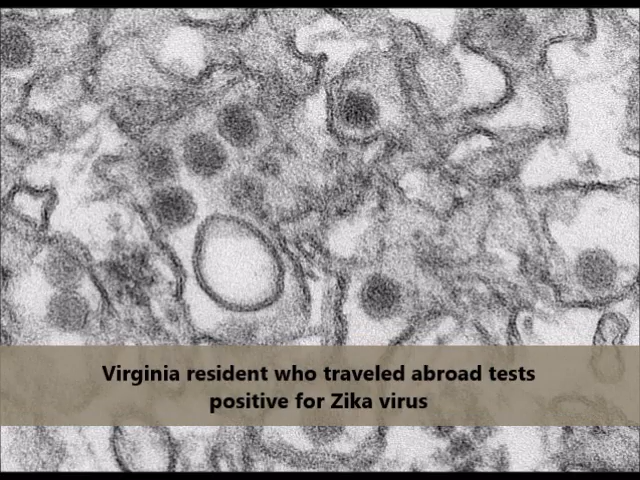 Virginia resident who traveled abroad tests
positive for Zika virus